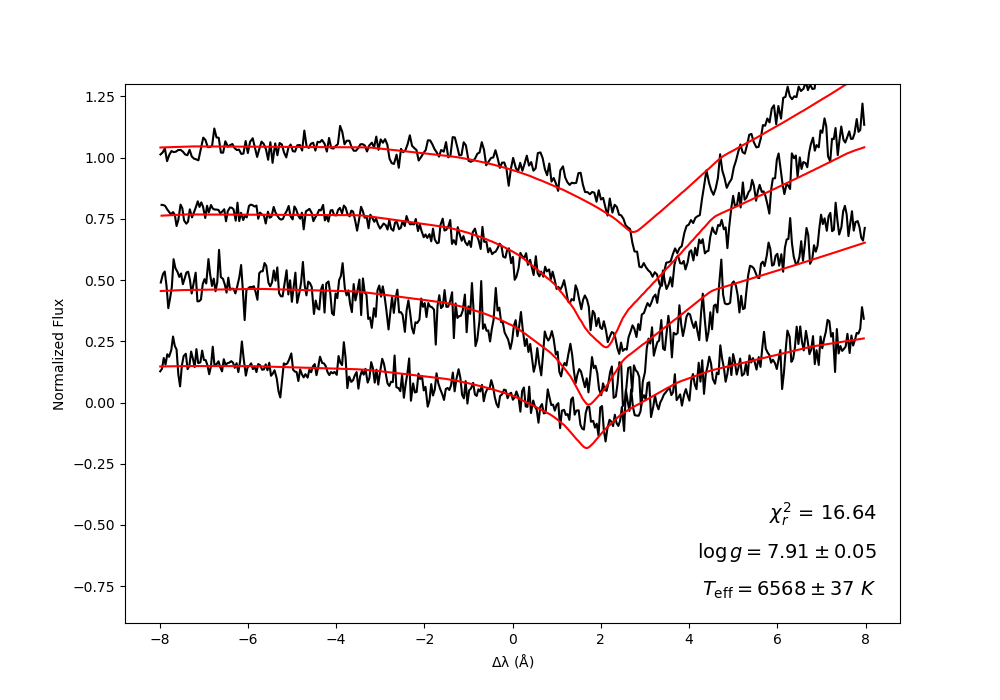 1.25
1.00
0.75
0.50
0.25
0.00
−0.25
−0.50
−0.75
Normalized Flux
χ²ᵣ = 16.64
log g = 7.91 ± 0.05
T_eff = 6568 ± 37 K
−8 −6 −4 −2 0 2 4 6 8
Δλ (Å)